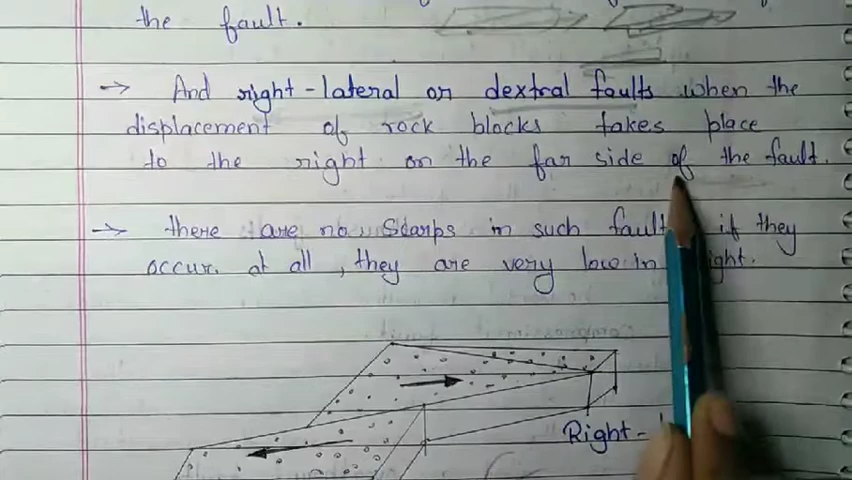 the fault.
→ And right-lateral or dextral faults when the
displacement of rock blocks takes place
to the right on the far side of the fault.
→ there are no scarps in such fault if they
occur. at all, they are very low in
Right-